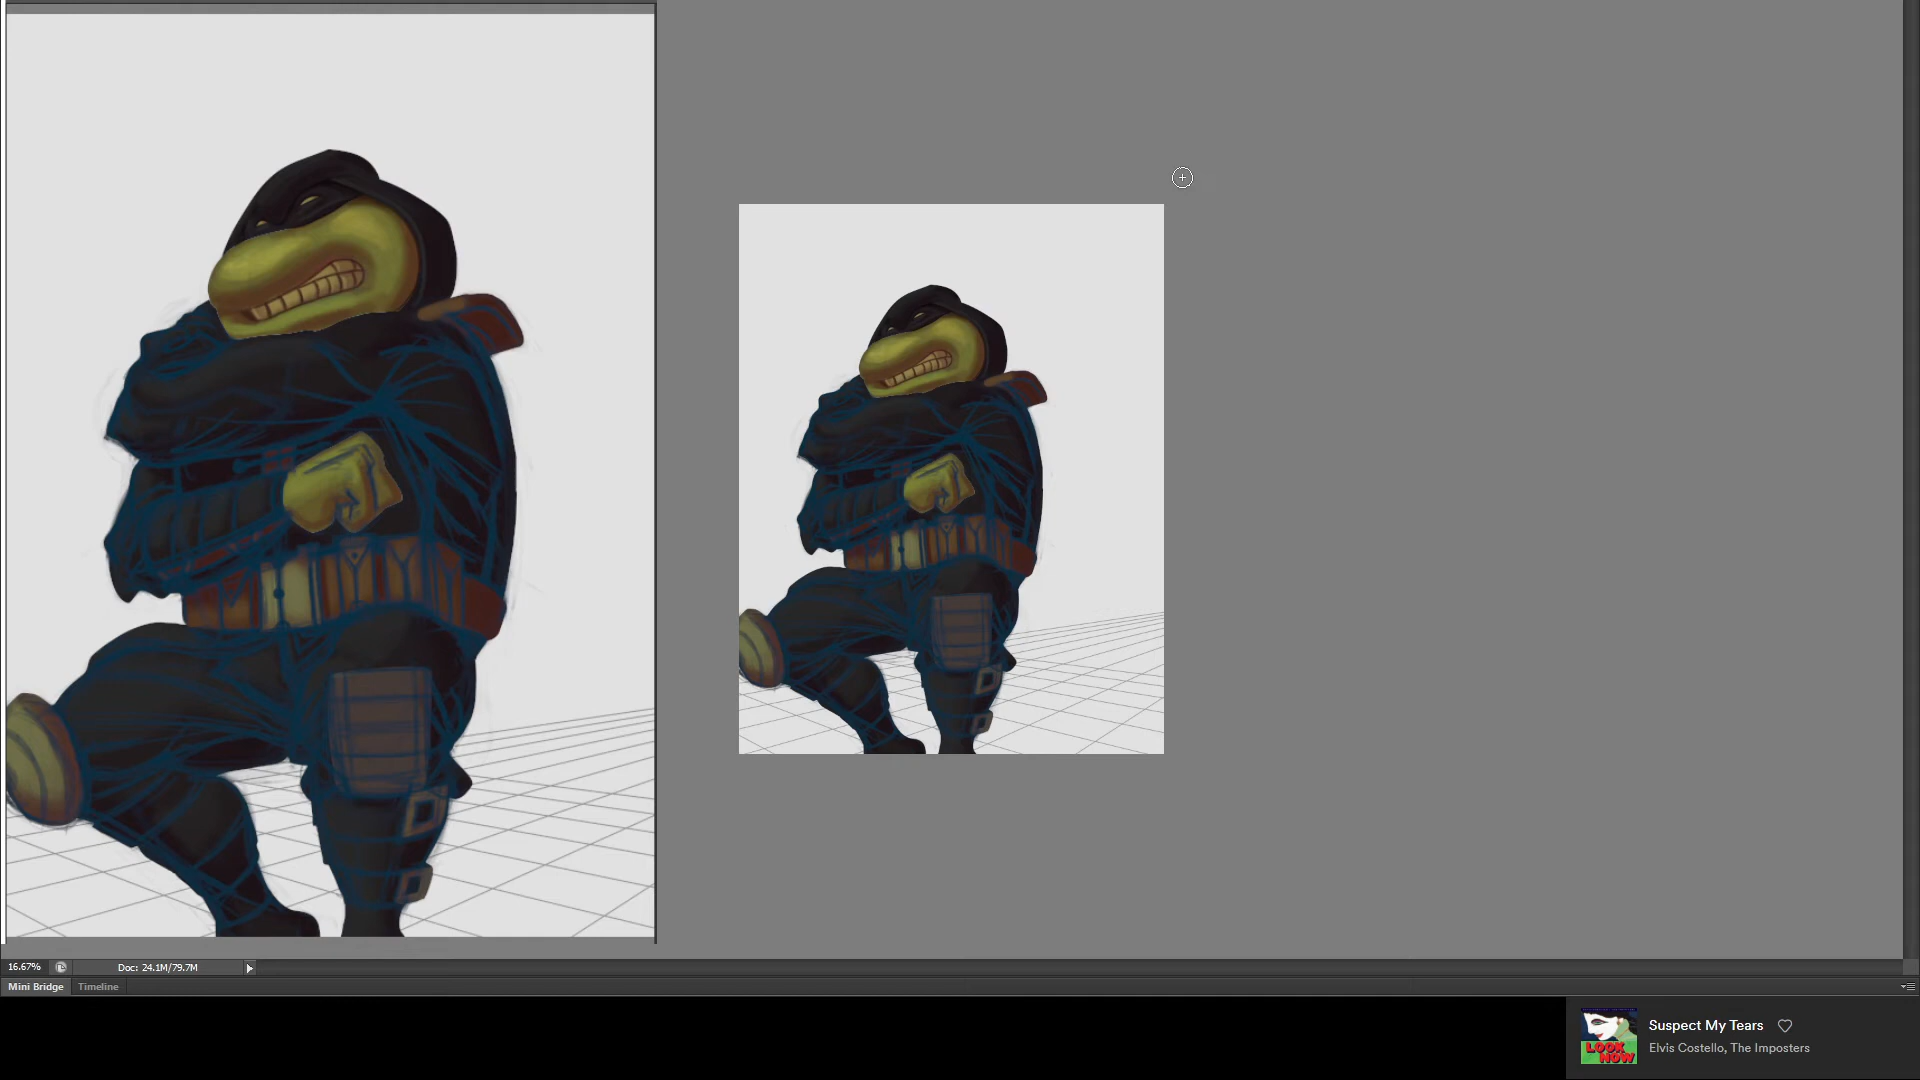 16.67%
Doc: 24.1M/79.7M
Mini Bridge
Timeline
LOOK
NOW
Suspect My Tears
Elvis Costello, The Imposters